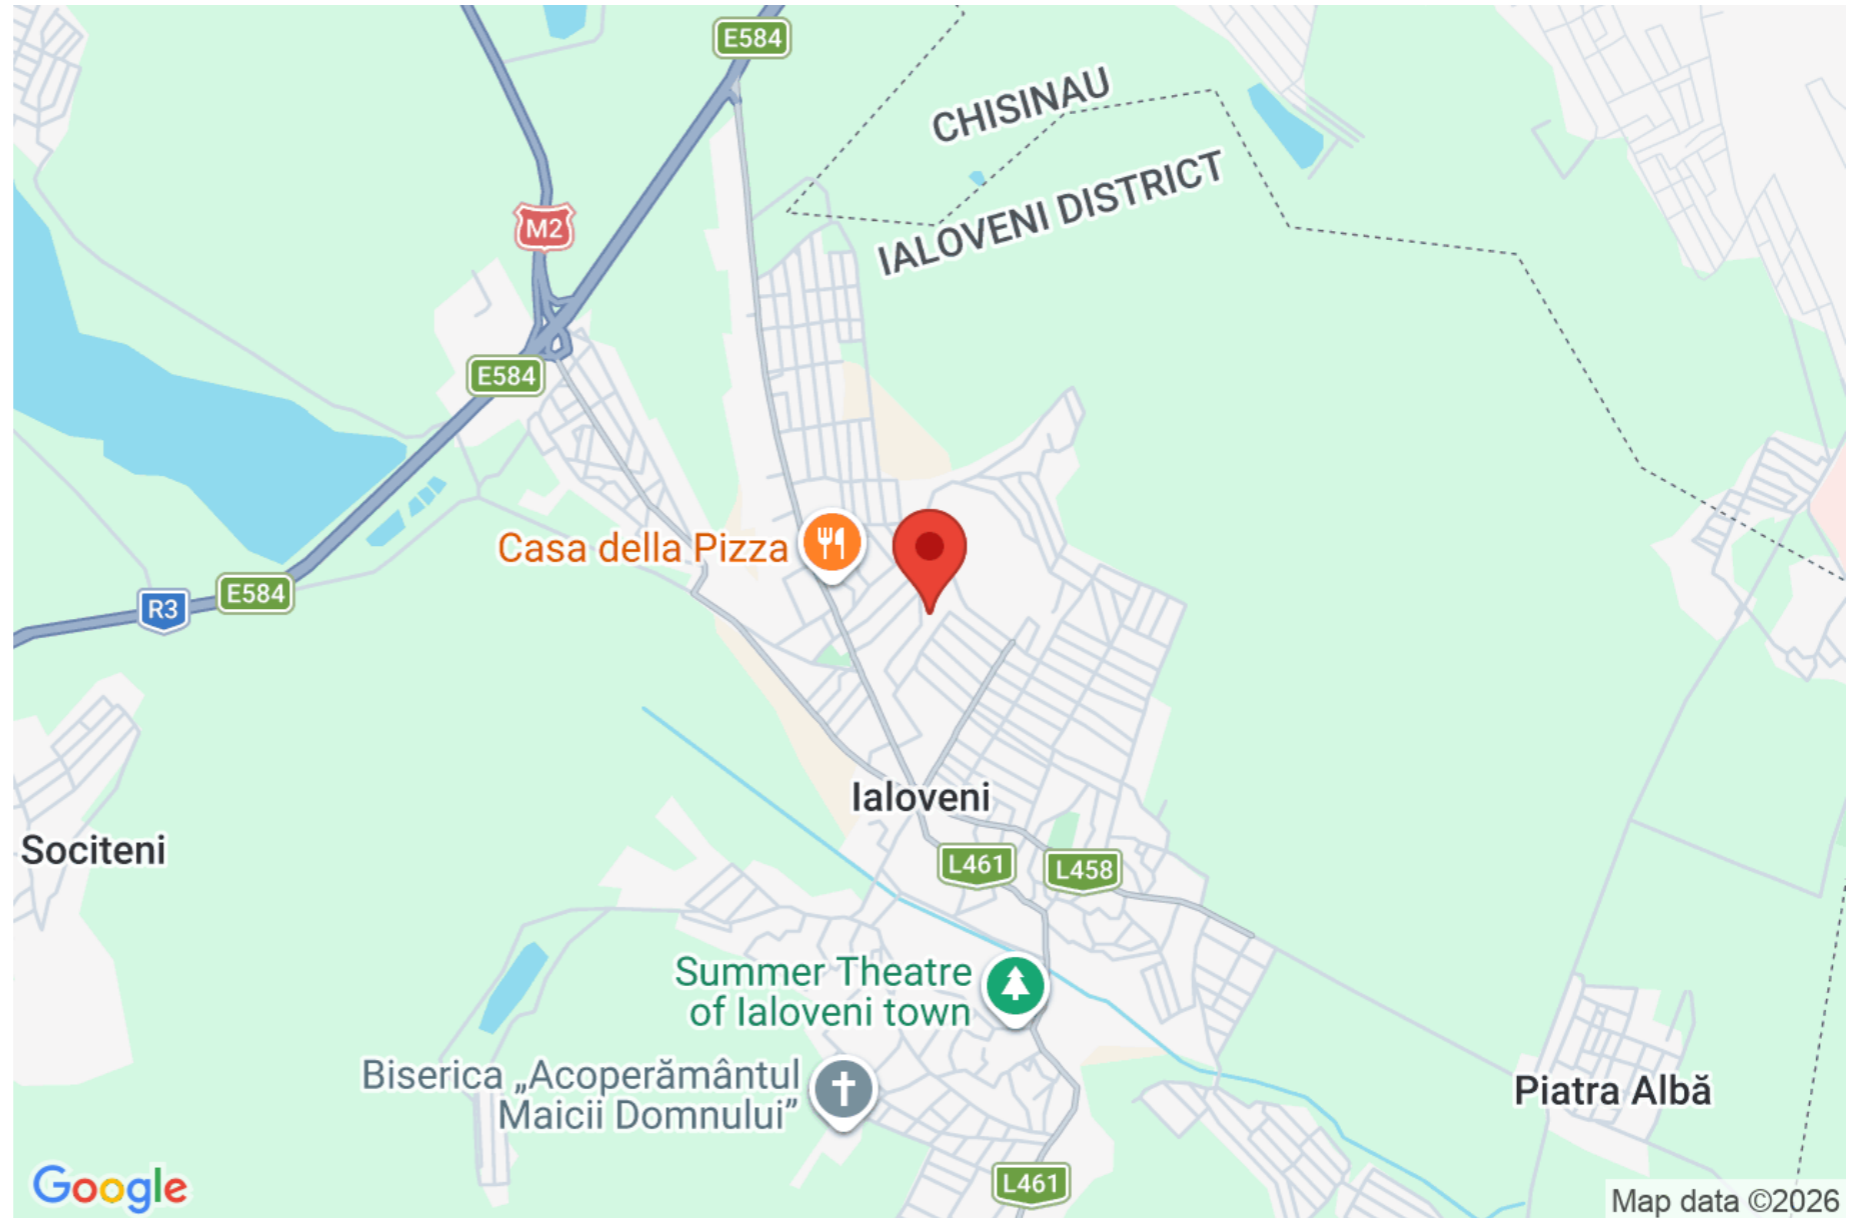 E584
CHISINAU
IALOVENI DISTRICT
M2
E584
Casa della Pizza
E584
R3
Ialoveni
Sociteni
L461
L458
Summer Theatre
of Ialoveni town
Biserica „Acoperământul
Maicii Domnului”
Piatra Albă
L461
Google
Map data ©2026